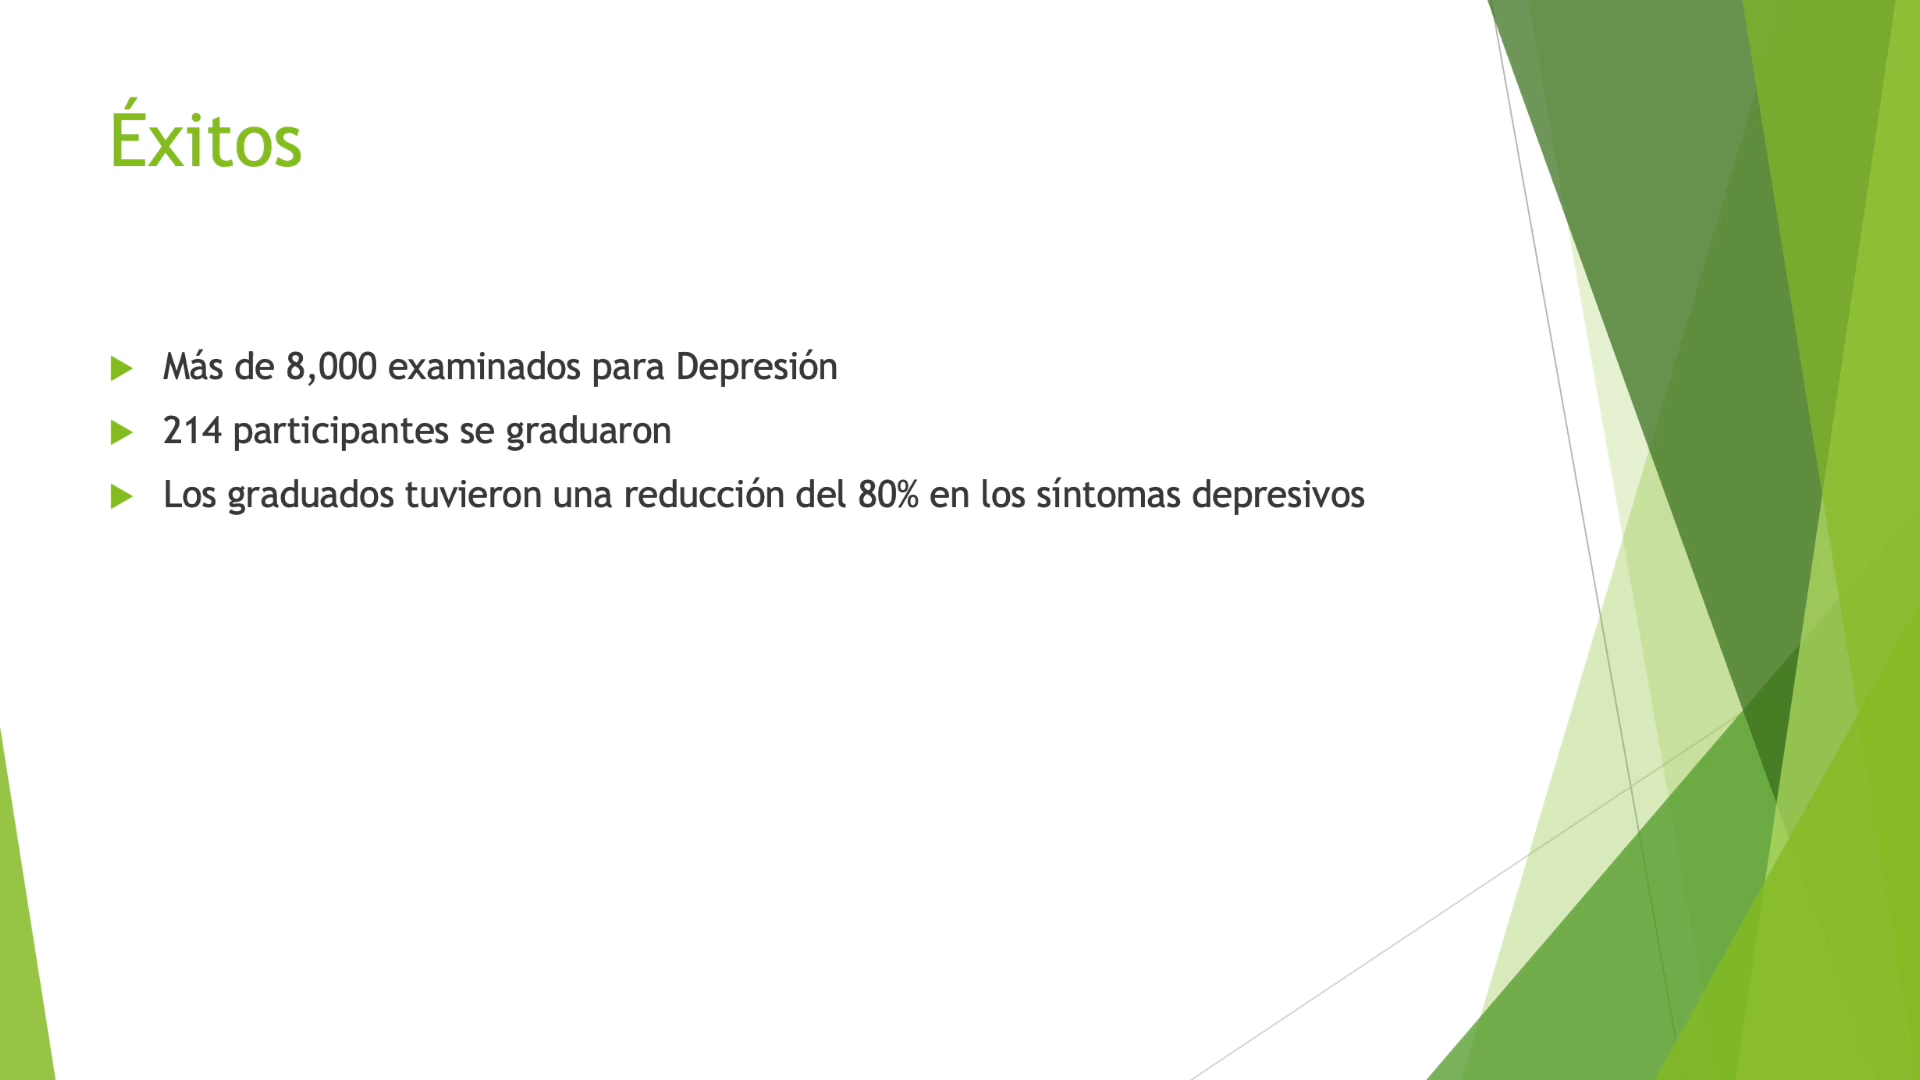 Éxitos
Más de 8,000 examinados para Depresión
214 participantes se graduaron
Los graduados tuvieron una reducción del 80% en los síntomas depresivos